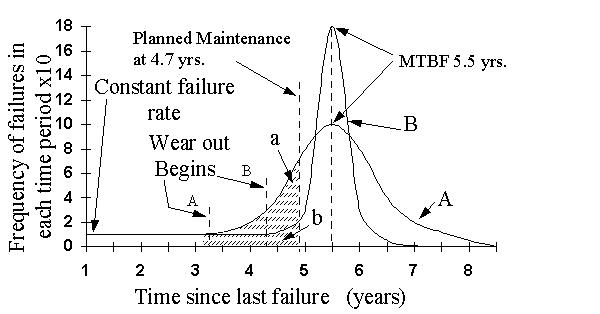 Frequency of failures in
each time period x10
18
16
14
12
10
8
6
4
2
0
Planned Maintenance
at 4.7 yrs.
MTBF 5.5 yrs.
Constant failure
rate
Wear out
Begins
a
B
A
B
A
b
1
2
3
4
5
6
7
8
Time since last failure (years)